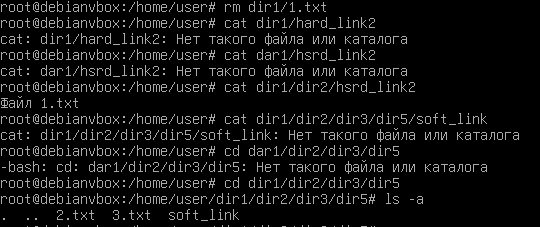 root@debianvbox:/home/user# rm dir1/1.txt
root@debianvbox:/home/user# cat dir1/hard_link2
cat: dir1/hard_link2: Нет такого файла или каталога
root@debianvbox:/home/user# cat dar1/hsrd_link2
cat: dar1/hsrd_link2: Нет такого файла или каталога
root@debianvbox:/home/user# cat dir1/dir2/hsrd_link2
Файл 1.txt
root@debianvbox:/home/user# cat dir1/dir2/dir3/dir5/soft_link
cat: dir1/dir2/dir3/dir5/soft_link: Нет такого файла или каталога
root@debianvbox:/home/user# cd dar1/dir2/dir3/dir5
-bash: cd: dar1/dir2/dir3/dir5: Нет такого файла или каталога
root@debianvbox:/home/user# cd dir1/dir2/dir3/dir5
root@debianvbox:/home/user/dir1/dir2/dir3/dir5# ls -a
. .. 2.txt 3.txt soft_link